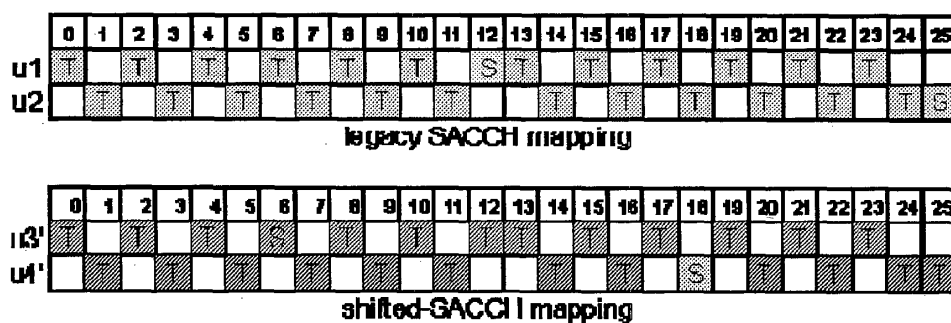 0 1 2 3 4 5 6 7 8 9 10 11 12 13 14 15 16 17 18 19 20 21 22 23 24 25
u1 T T T T T T S T T T T T T
u2 T T T T T T T T T T T T S
legacy SACCH mapping
0 1 2 3 4 5 6 7 8 9 10 11 12 13 14 15 16 17 18 19 20 21 22 23 24 25
u3' T T T S T T T T T T T T T
u4' T T T T T T T T S T T T T
shifted-SACCH mapping